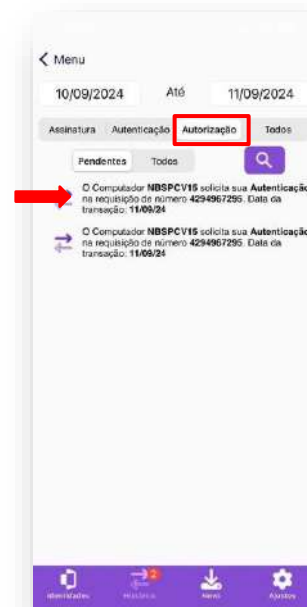 < Menu
10/09/2024 Até 11/09/2024
Assinatura Autenticação Autorização Todos
Pendentes Todos
O Computador NBSPCV15 solicita sua Autenticação
na requisição de número 4294967295. Data da
transação: 11/09/24
O Computador NBSPCV15 solicita sua Autenticação
na requisição de número 4294967295. Data da
transação: 11/09/24
2
Identidades Histórico Novo Ajustes